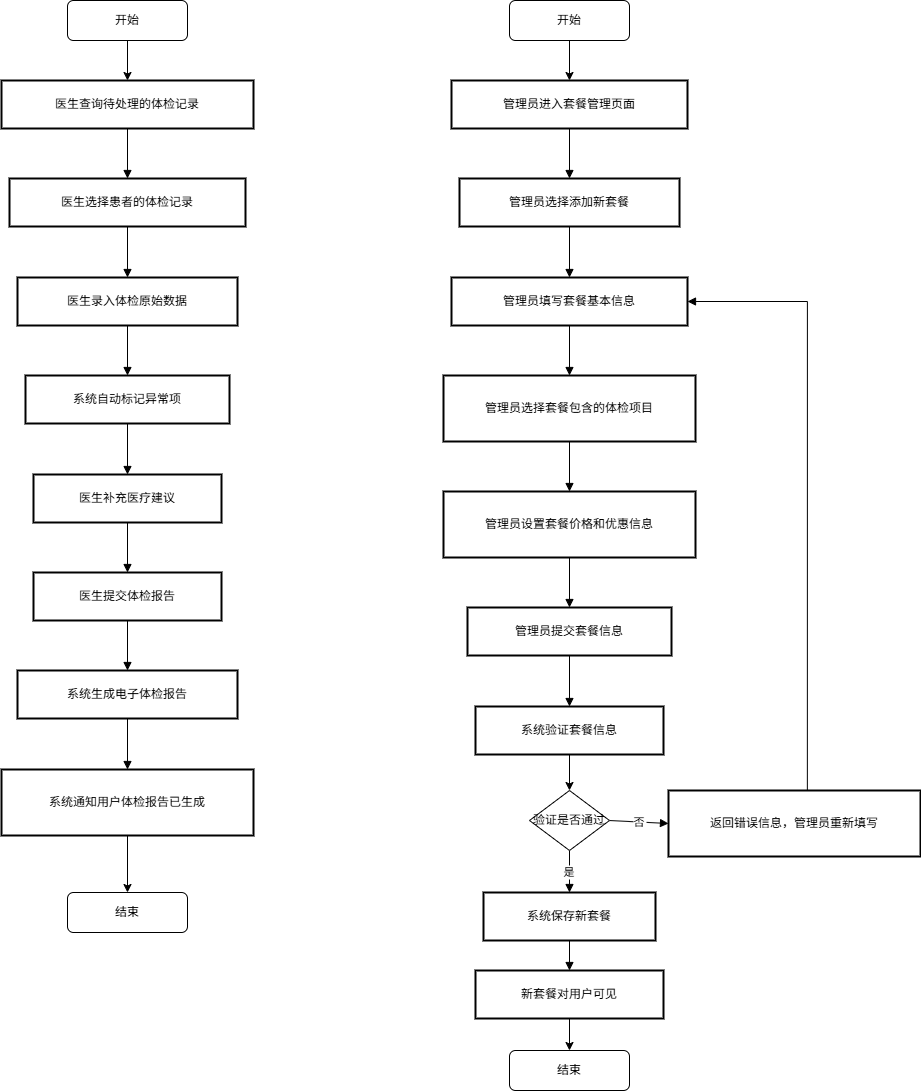 开始
医生查询待处理的体检记录
医生选择患者的体检记录
医生录入体检原始数据
系统自动标记异常项
医生补充医疗建议
医生提交体检报告
系统生成电子体检报告
系统通知用户体检报告已生成
结束
开始
管理员进入套餐管理页面
管理员选择添加新套餐
管理员填写套餐基本信息
管理员选择套餐包含的体检项目
管理员设置套餐价格和优惠信息
管理员提交套餐信息
系统验证套餐信息
验证是否通过
否
返回错误信息，管理员重新填写
是
系统保存新套餐
新套餐对用户可见
结束